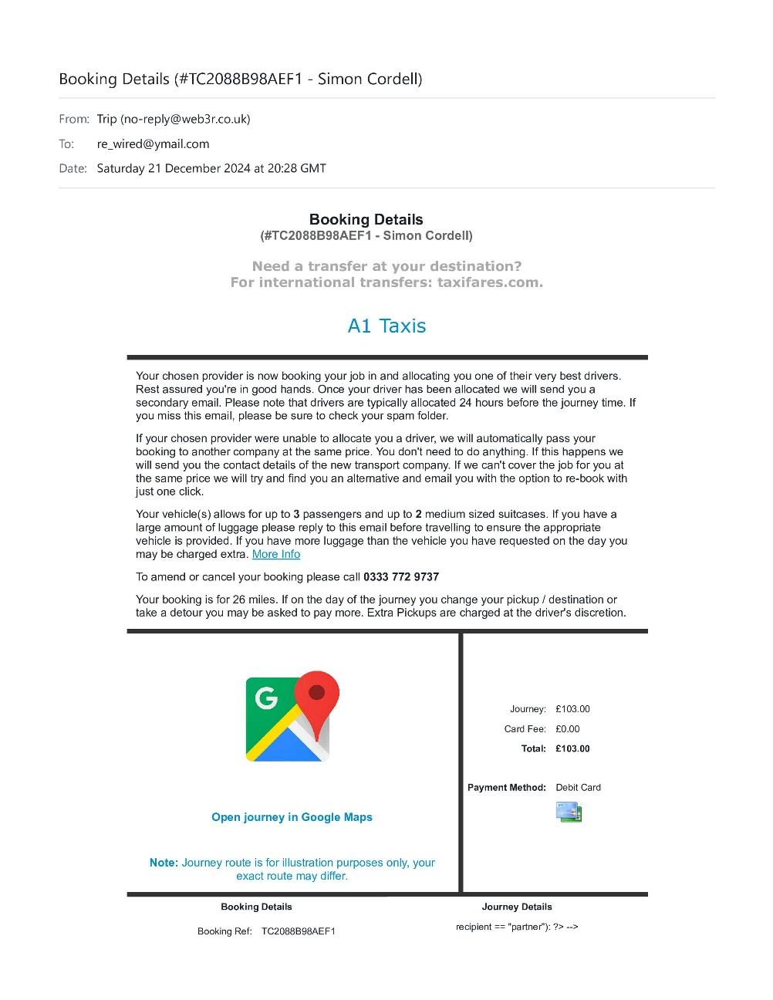 Booking Details (#TC2088B98AEF1 - Simon Cordell)
From: Trip (no-reply@web3r.co.uk)
To: re_wired@ymail.com
Date: Saturday 21 December 2024 at 20:28 GMT
Booking Details
(#TC2088B98AEF1 - Simon Cordell)
Need a transfer at your destination?
For international transfers: taxifares.com.
A1 Taxis
Your chosen provider is now booking your job in and allocating you one of their very best drivers.
Rest assured you're in good hands. Once your driver has been allocated we will send you a
secondary email. Please note that drivers are typically allocated 24 hours before the journey time. If
you miss this email, please be sure to check your spam folder.
If your chosen provider were unable to allocate you a driver, we will automatically pass your
booking to another company at the same price. You don't need to do anything. If this happens we
will send you the contact details of the new transport company. If we can't cover the job for you at
the same price we will try and find you an alternative and email you with the option to re-book with
just one click.
Your vehicle(s) allows for up to 3 passengers and up to 2 medium sized suitcases. If you have a
large amount of luggage please reply to this email before travelling to ensure the appropriate
vehicle is provided. If you have more luggage than the vehicle you have requested on the day you
may be charged extra. More Info
To amend or cancel your booking please call 0333 772 9737
Your booking is for 26 miles. If on the day of the journey you change your pickup / destination or
take a detour you may be asked to pay more. Extra Pickups are charged at the driver's discretion.
G
Open journey in Google Maps
Note: Journey route is for illustration purposes only, your
exact route may differ.
Journey: £103.00
Card Fee: £0.00
Total: £103.00
Payment Method: Debit Card
Booking Details
Booking Ref: TC2088B98AEF1
Journey Details
recipient == "partner"): ?> -->